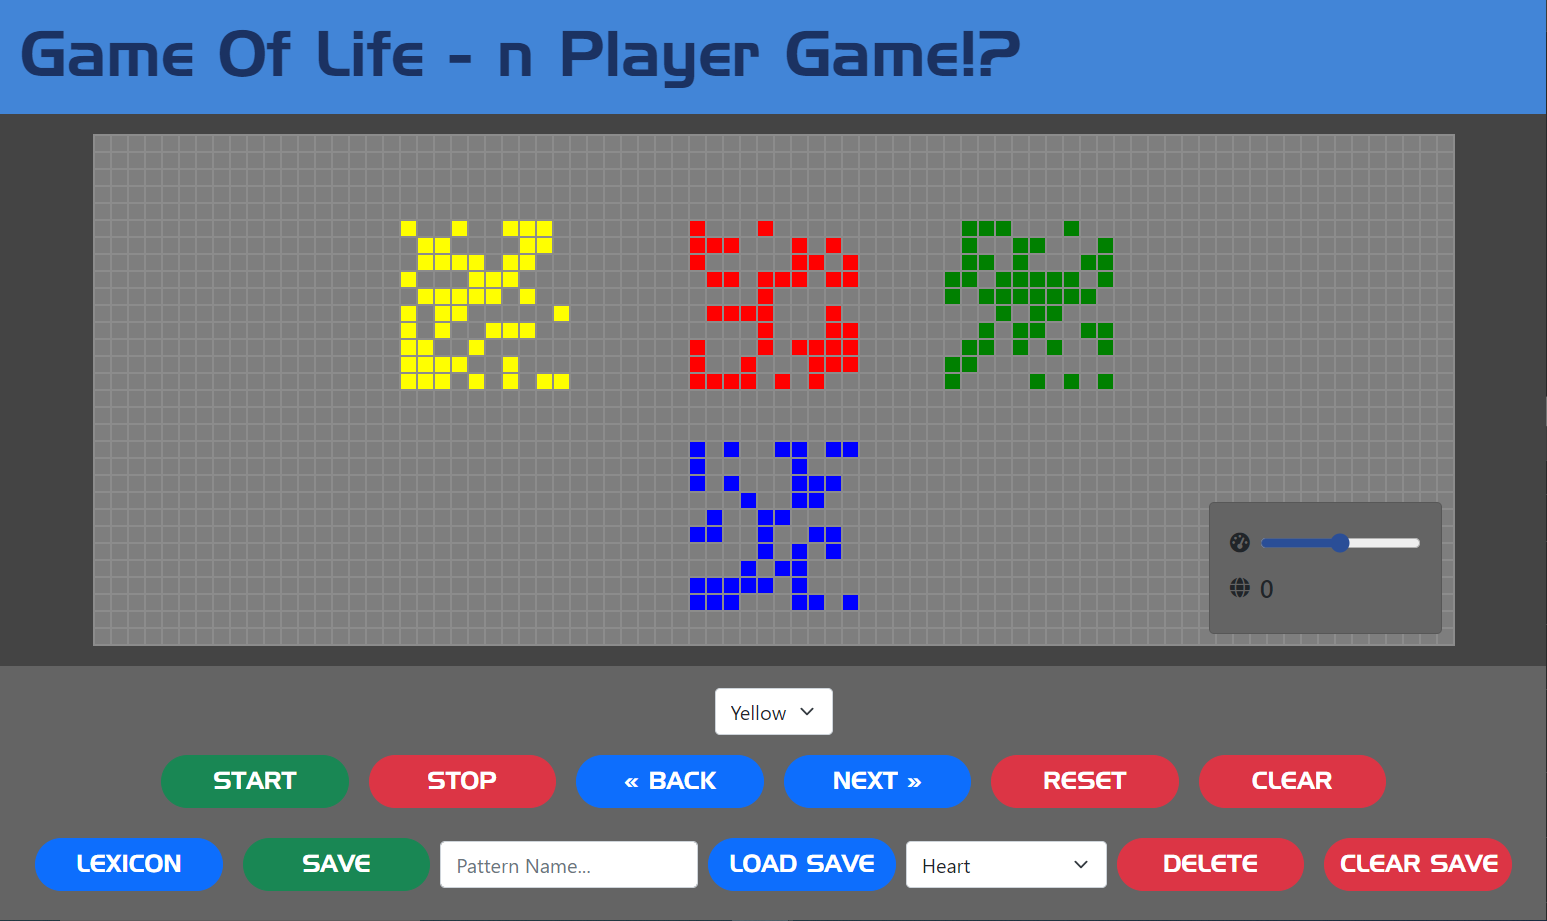 Game Of Life - n Player Game!?
0
Yellow
START STOP « BACK NEXT » RESET CLEAR
LEXICON SAVE Pattern Name... LOAD SAVE Heart DELETE CLEAR SAVE